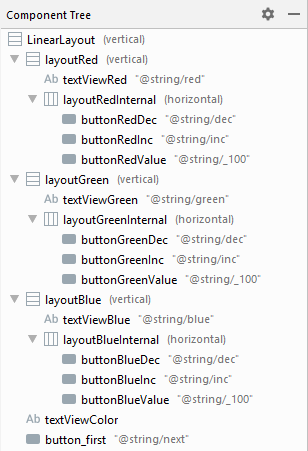 Component Tree
LinearLayout (vertical)
layoutRed (vertical)
Ab textViewRed "@string/red"
layoutRedInternal (horizontal)
buttonRedDec "@string/dec"
buttonRedInc "@string/inc"
buttonRedValue "@string/_100"
layoutGreen (vertical)
Ab textViewGreen "@string/green"
layoutGreenInternal (horizontal)
buttonGreenDec "@string/dec"
buttonGreenInc "@string/inc"
buttonGreenValue "@string/_100"
layoutBlue (vertical)
Ab textViewBlue "@string/blue"
layoutBlueInternal (horizontal)
buttonBlueDec "@string/dec"
buttonBlueInc "@string/inc"
buttonBlueValue "@string/_100"
Ab textViewColor
button_first "@string/next"